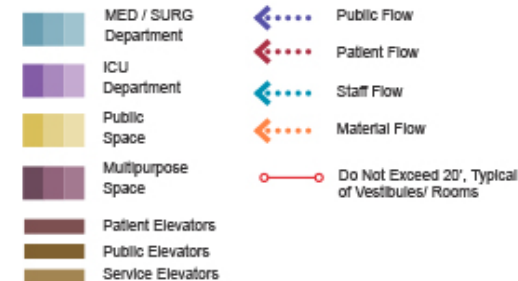 MED / SURG
Department
ICU
Department
Public
Space
Multipurpose
Space
Patient Elevators
Public Elevators
Service Elevators
Public Flow
Patient Flow
Staff Flow
Material Flow
Do Not Exceed 20', Typical
of Vestibules/ Rooms